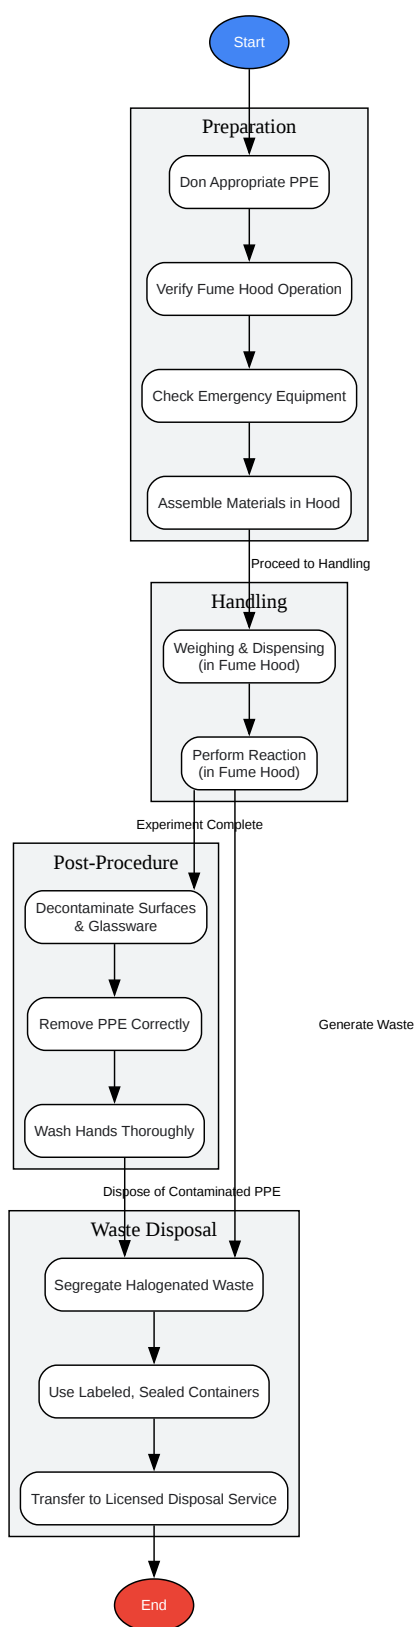 Start
Preparation
Don Appropriate PPE
Verify Fume Hood Operation
Check Emergency Equipment
Assemble Materials in Hood
Proceed to Handling
Handling
Weighing & Dispensing
(in Fume Hood)
Perform Reaction
(in Fume Hood)
Experiment Complete
Post-Procedure
Decontaminate Surfaces
& Glassware
Remove PPE Correctly
Generate Waste
Wash Hands Thoroughly
Dispose of Contaminated PPE
Waste Disposal
Segregate Halogenated Waste
Use Labeled, Sealed Containers
Transfer to Licensed Disposal Service
End